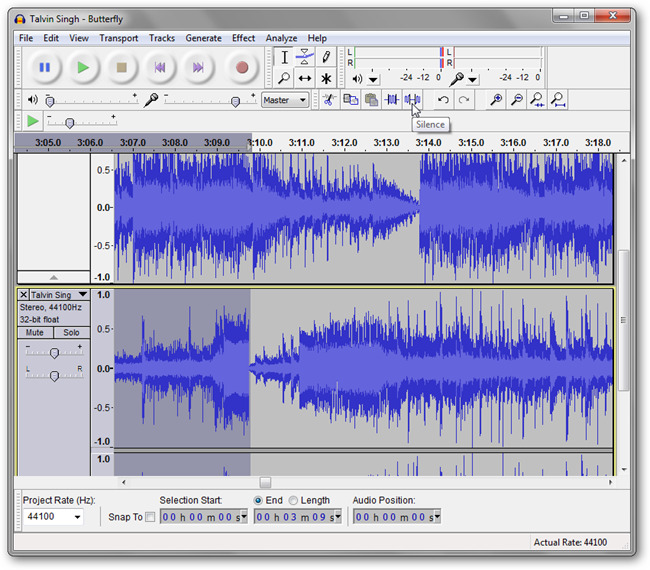 Talvin Singh - Butterfly
File Edit View Transport Tracks Generate Effect Analyze Help
L
R
-24 -12 0
L
R
-24 -12 0
Master
Silence
3:05.0 3:06.0 3:07.0 3:08.0 3:09.0 3:10.0 3:11.0 3:12.0 3:13.0 3:14.0 3:15.0 3:16.0 3:17.0 3:18.0
0.5
0.0
-0.5
-1.0
Talvin Sing
Stereo, 44100Hz
32-bit float
Mute Solo
- +
L R
1.0
0.5
0.0
-0.5
-1.0
1.0
Project Rate (Hz): Selection Start: End Length Audio Position:
44100 Snap To 00 h 00 m 00 s 00 h 03 m 09 s 00 h 00 m 00 s
Actual Rate: 44100